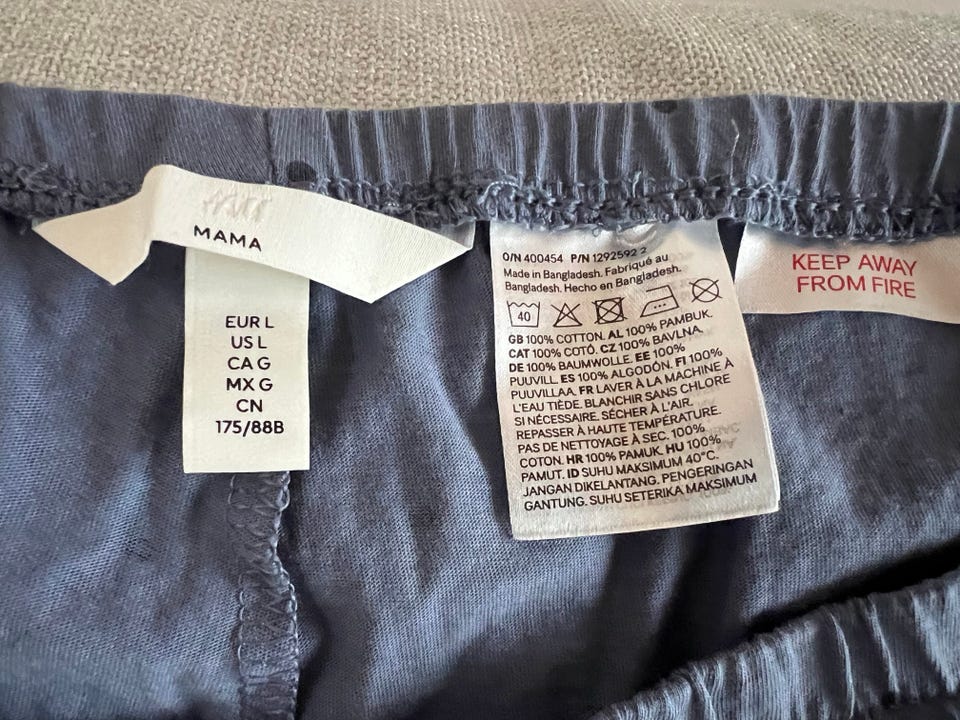 MAMA
EUR L
US L
CA G
MX G
CN
175/88B
O/N 400454 P/N 1292592 2
Made in Bangladesh. Fabriqué au
Bangladesh. Hecho en Bangladesh.
40
GB 100% COTTON. AL 100% PAMBUK.
CAT 100% COTÓ. CZ 100% BAVLNA.
DE 100% BAUMWOLLE. EE 100%
PUUVILL. ES 100% ALGODÓN. FI 100%
PUUVILLAA. FR LAVER À LA MACHINE À
L'EAU TIÈDE. BLANCHIR SANS CHLORE
SI NÉCESSAIRE. SÉCHER À L'AIR.
REPASSER À HAUTE TEMPÉRATURE.
PAS DE NETTOYAGE À SEC. 100%
COTON. HR 100% PAMUK. HU 100%
PAMUT. ID SUHU MAKSIMUM 40°C.
JANGAN DIKELANTANG. PENGERINGAN
GANTUNG. SUHU SETERIKA MAKSIMUM
KEEP AWAY
FROM FIRE